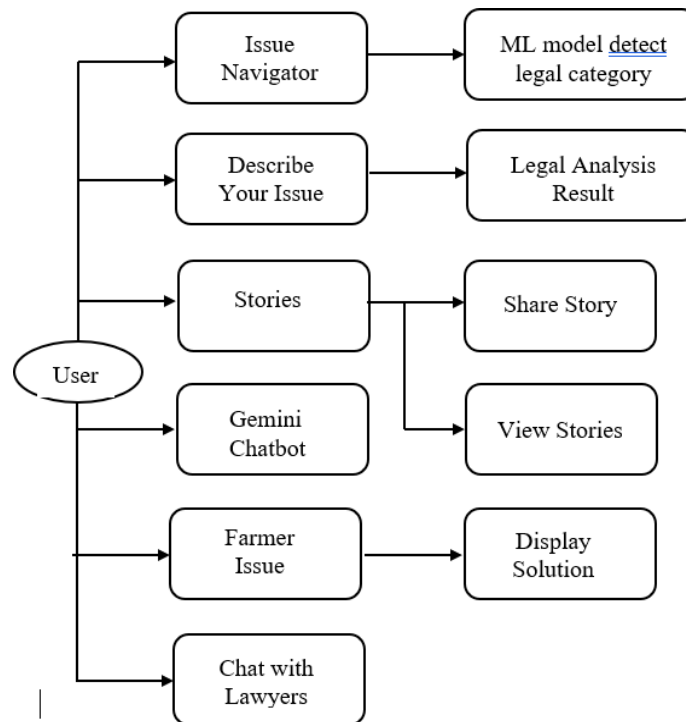 Issue
Navigator
ML model detect
legal category
Describe
Your Issue
Legal Analysis
Result
Stories
Share Story
User
Gemini
Chatbot
View Stories
Farmer
Issue
Display
Solution
Chat with
Lawyers